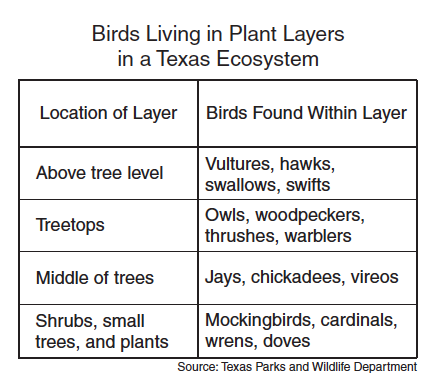 Birds Living in Plant Layers
in a Texas Ecosystem
Location of Layer
Birds Found Within Layer
Above tree level
Vultures, hawks,
swallows, swifts
Treetops
Owls, woodpeckers,
thrushes, warblers
Middle of trees
Jays, chickadees, vireos
Shrubs, small
trees, and plants
Mockingbirds, cardinals,
wrens, doves
Source: Texas Parks and Wildlife Department